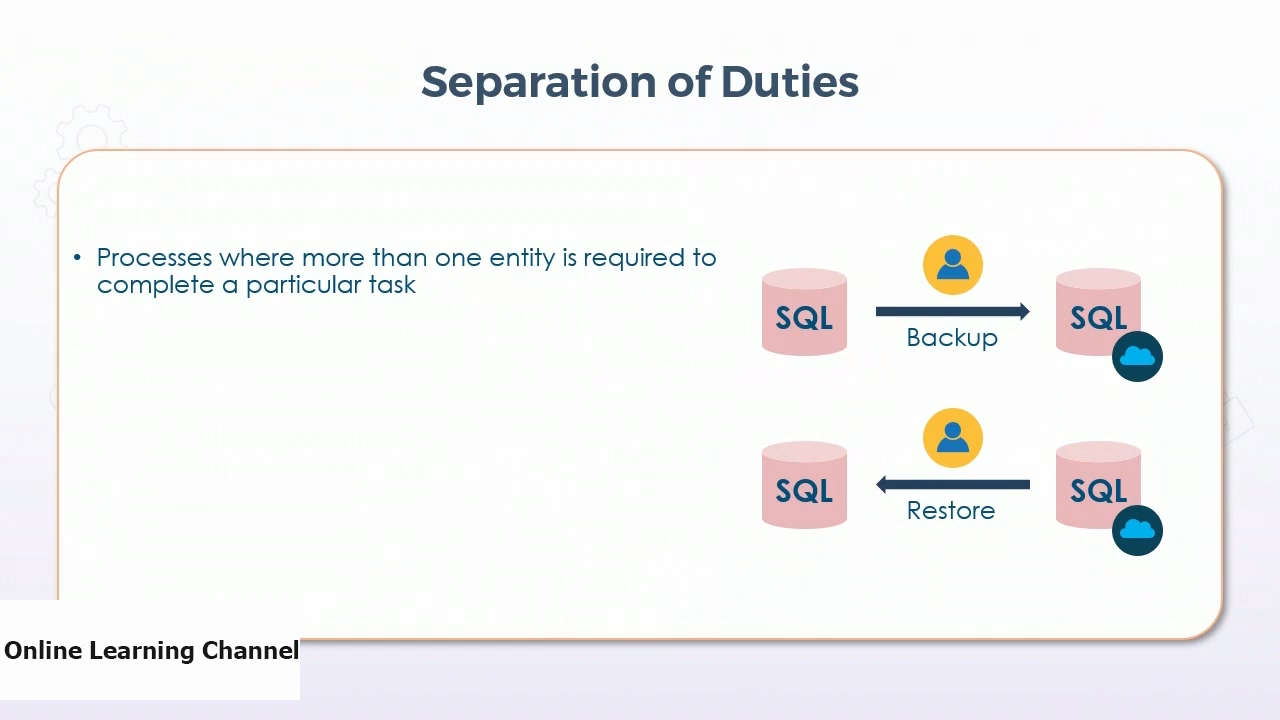 Separation of Duties
• Processes where more than one entity is required to
complete a particular task
SQL
Backup
SQL
SQL
Restore
SQL
Online Learning Channel